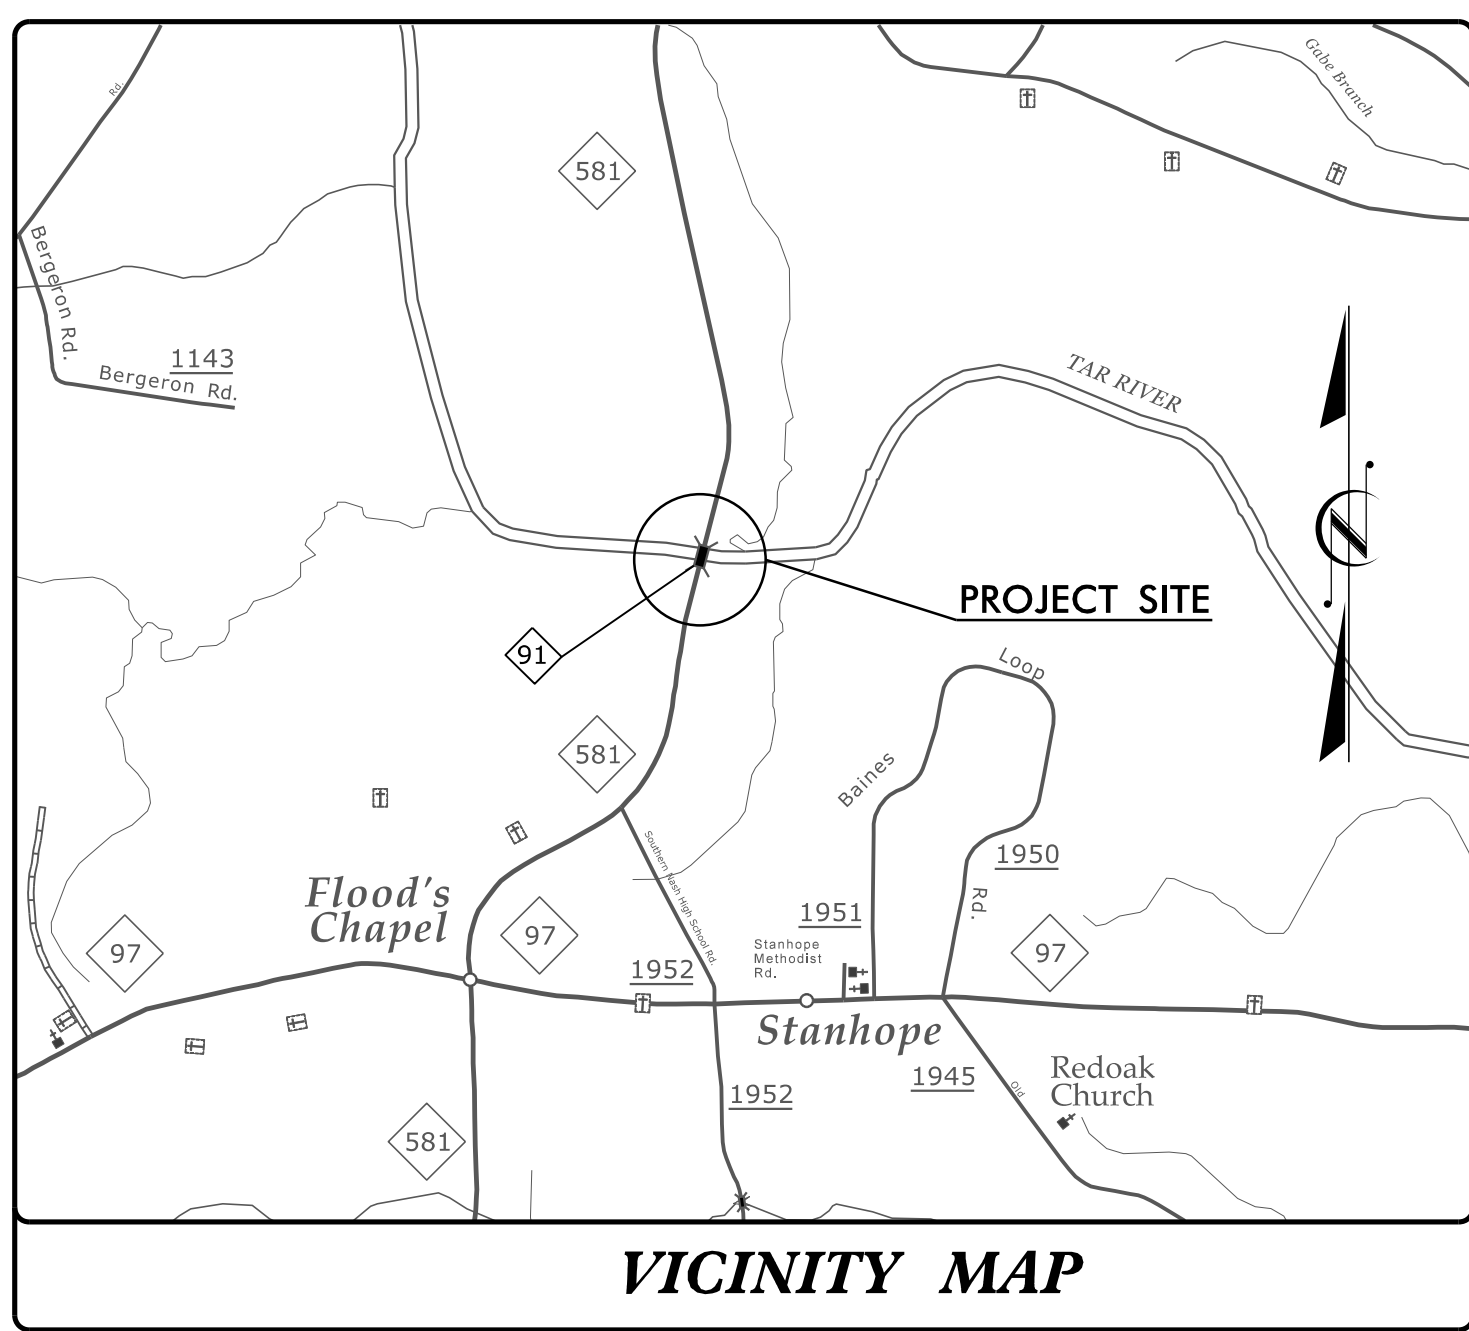 Rd.
Gabe Branch
581
Bergeron Rd.
1143
Bergeron Rd.
TAR RIVER
N
PROJECT SITE
91
Loop
581
Baines
Southern Nash High School Rd.
1950
Flood's
Chapel
Rd.
1951
97
97
Stanhope
Methodist
Rd.
97
1952
Stanhope
Redoak
Church
1945
Old
1952
581
VICINITY MAP